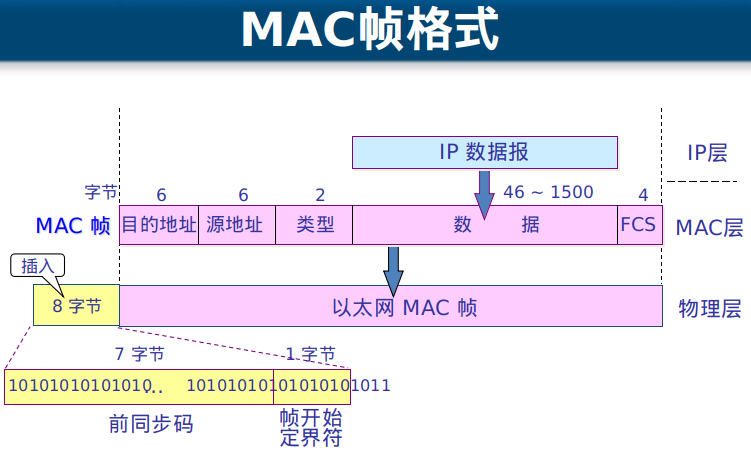 MAC帧格式
IP 数据报
IP层
字节 6 6 2 46 ~ 1500 4
MAC 帧 目的地址 源地址 类型 数 据 FCS MAC层
插入
8 字节 以太网 MAC 帧 物理层
7 字节 1 字节
10101010101010... 10101010101010101011
前同步码
帧开始
定界符